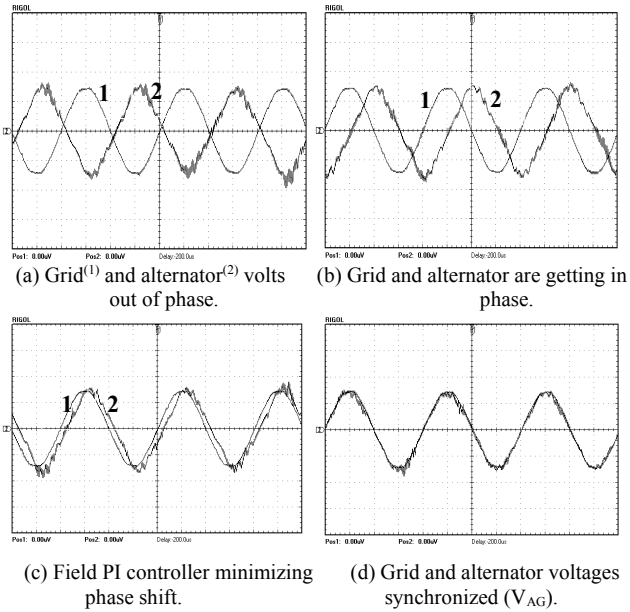 RIGOL
1
2
Pos1: 0.00uV Pos2: 0.00uV Delay:-200.0us
(a) Grid(1) and alternator(2) volts
out of phase.
RIGOL
1
2
Pos1: 0.00uV Pos2: 0.00uV Delay:-200.0us
(b) Grid and alternator are getting in
phase.
RIGOL
1
2
Pos1: 0.00uV Pos2: 0.00uV Delay:-200.0us
(c) Field PI controller minimizing
phase shift.
RIGOL
Pos1: 0.00uV Pos2: 0.00uV Delay:-200.0us
(d) Grid and alternator voltages
synchronized (VAG).